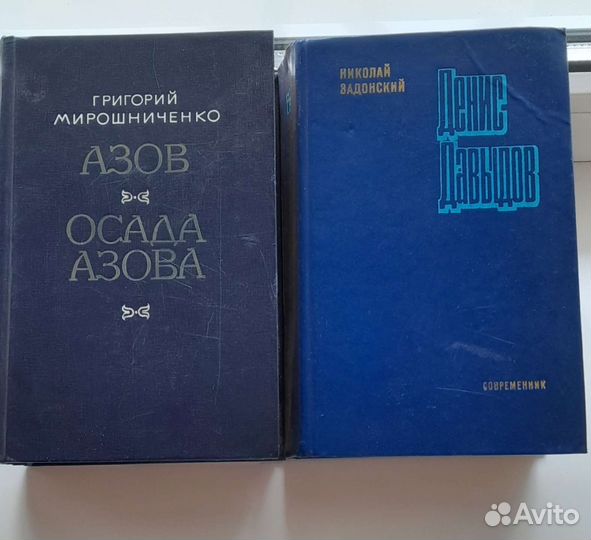 ГРИГОРИЙ
МИРОШНИЧЕНКО
АЗОВ
ОСАДА
АЗОВА
НИКОЛАЙ
ЗАДОНСКИЙ
Денис
Давыдов
СОВРЕМЕННИК
Avito